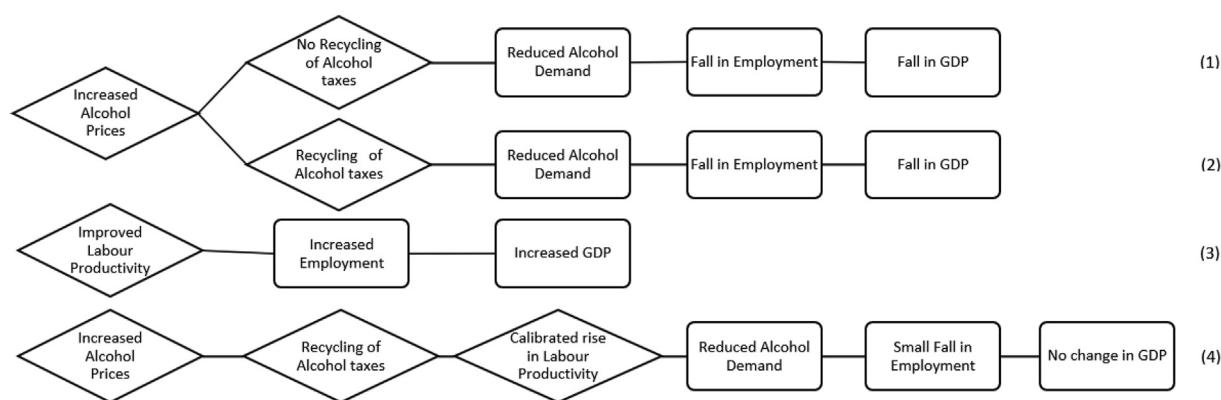 No Recycling
of Alcohol
taxes
Reduced Alcohol
Demand
Fall in Employment
Fall in GDP
(1)
Increased
Alcohol
Prices
Recycling of
Alcohol taxes
Reduced Alcohol
Demand
Fall in Employment
Fall in GDP
(2)
Improved
Labour
Productivity
Increased
Employment
Increased GDP
(3)
Increased
Alcohol
Prices
Recycling of
Alcohol taxes
Calibrated rise
in Labour
Productivity
Reduced Alcohol
Demand
Small Fall in
Employment
No change in GDP
(4)